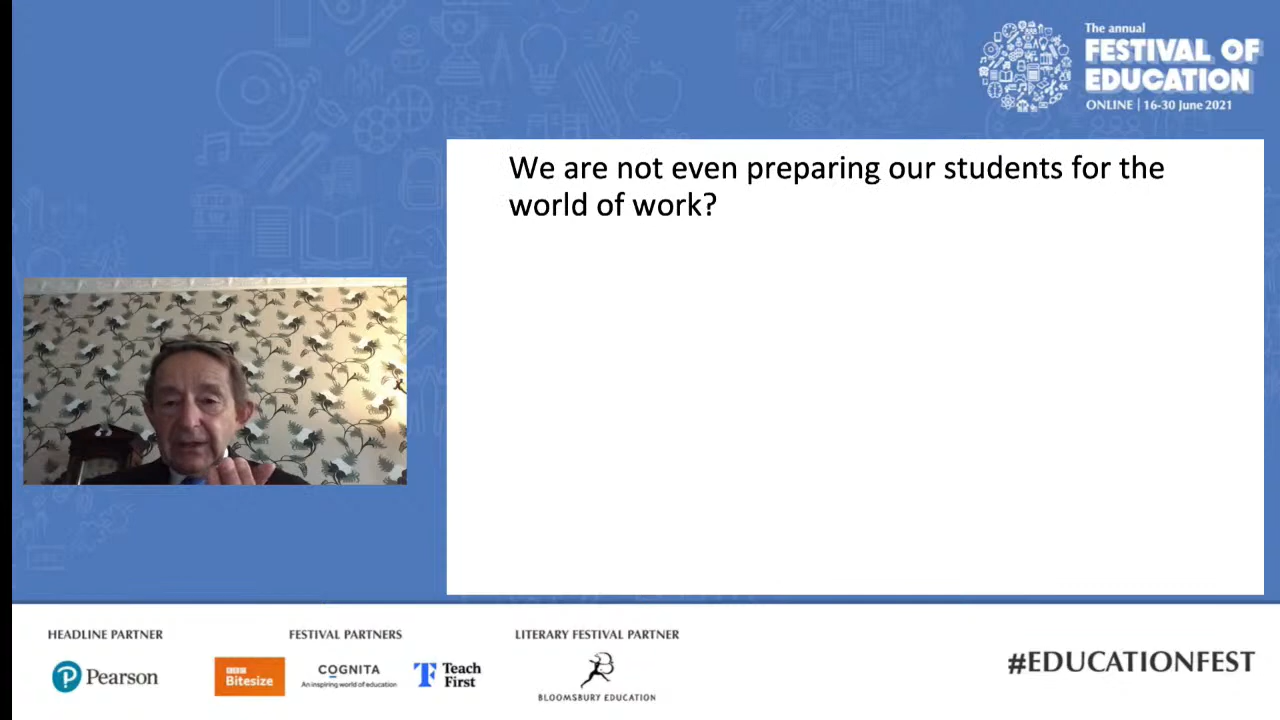 The annual
FESTIVAL OF
EDUCATION
ONLINE | 16-30 June 2021
We are not even preparing our students for the
world of work?
HEADLINE PARTNER
FESTIVAL PARTNERS
LITERARY FESTIVAL PARTNER
Pearson
BBC
Bitesize
COGNITA
An inspiring world of education
Teach
First
BLOOMSBURY EDUCATION
#EDUCATIONFEST